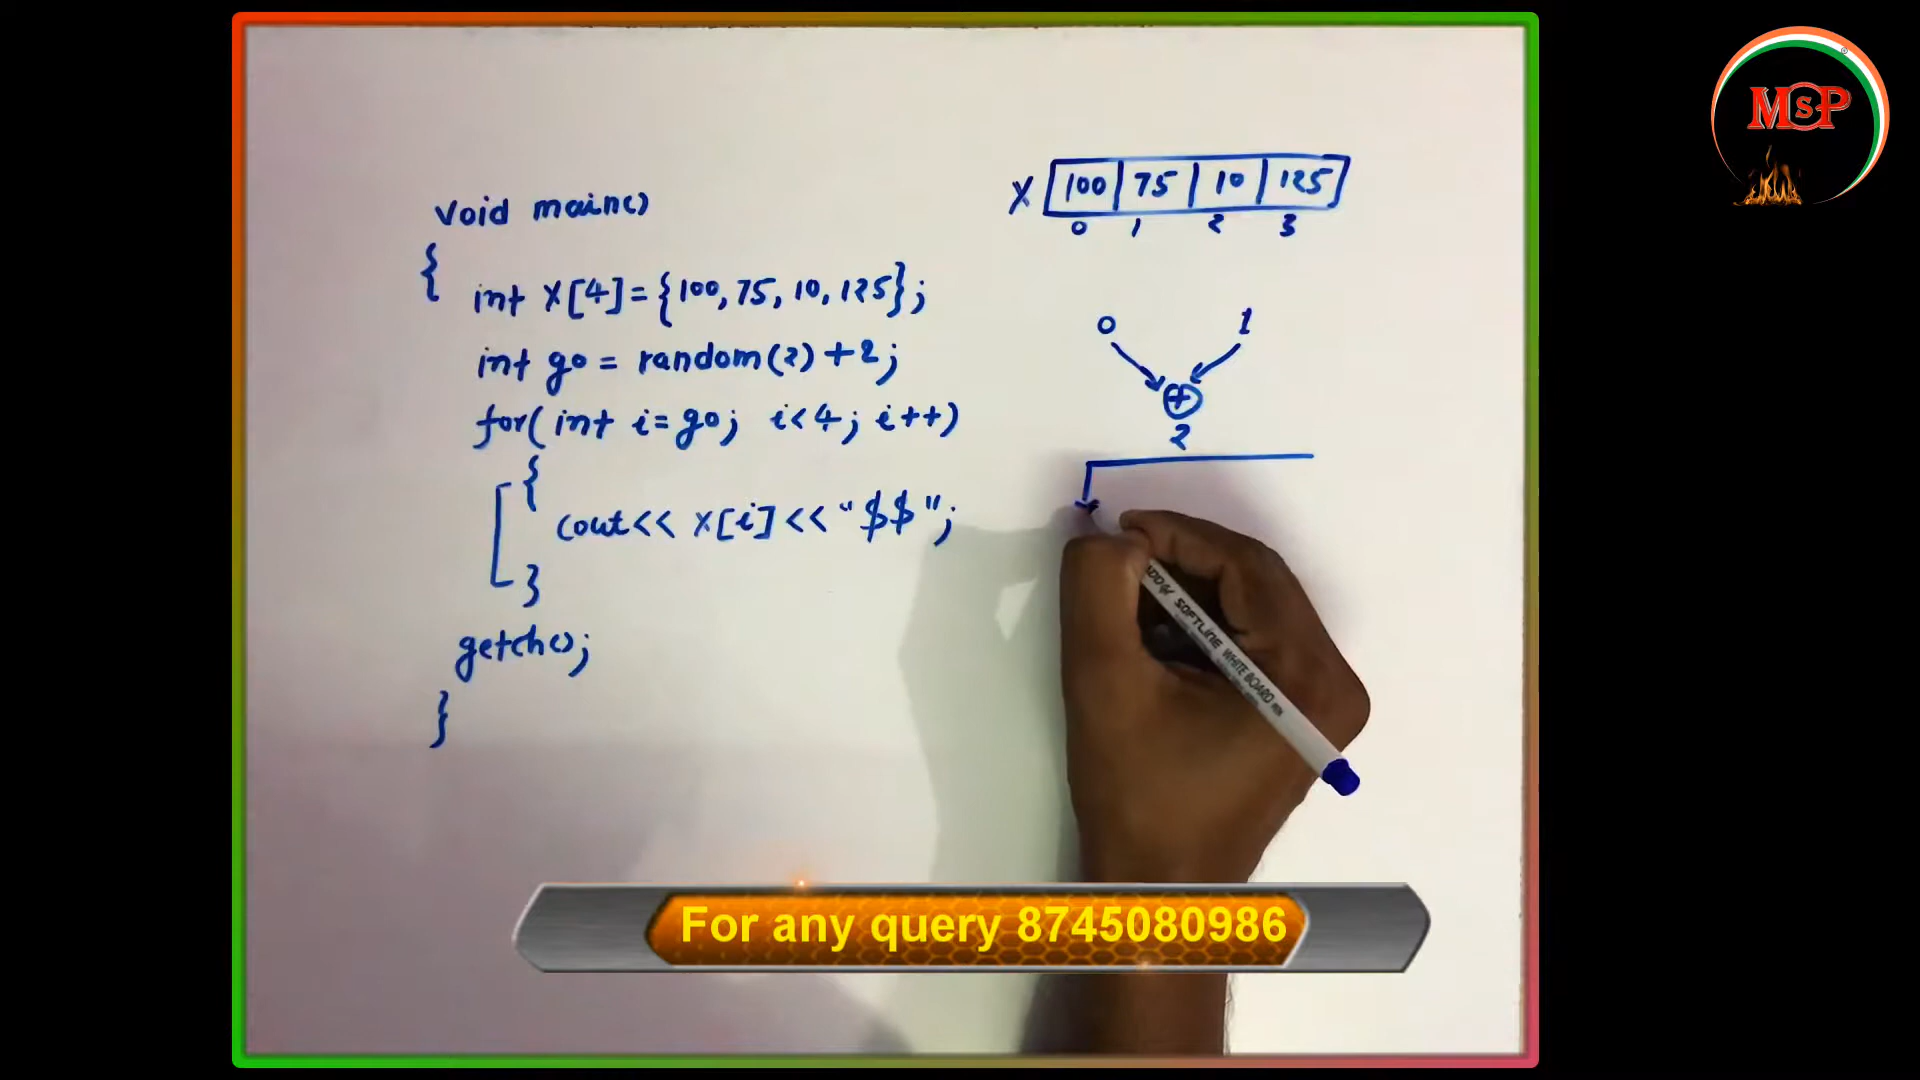 void main()
{
int X[4]={100,75,10,125};
int go = random(2)+2;
for( int i=go; i<4; i++)
{
cout<< x[i]<<"$$";
}
getch();
}
X 100 75 10 125
0 1 2 3
0 1
+
2
SOFTLINE WHITE BOARD
For any query 8745080986
MSP